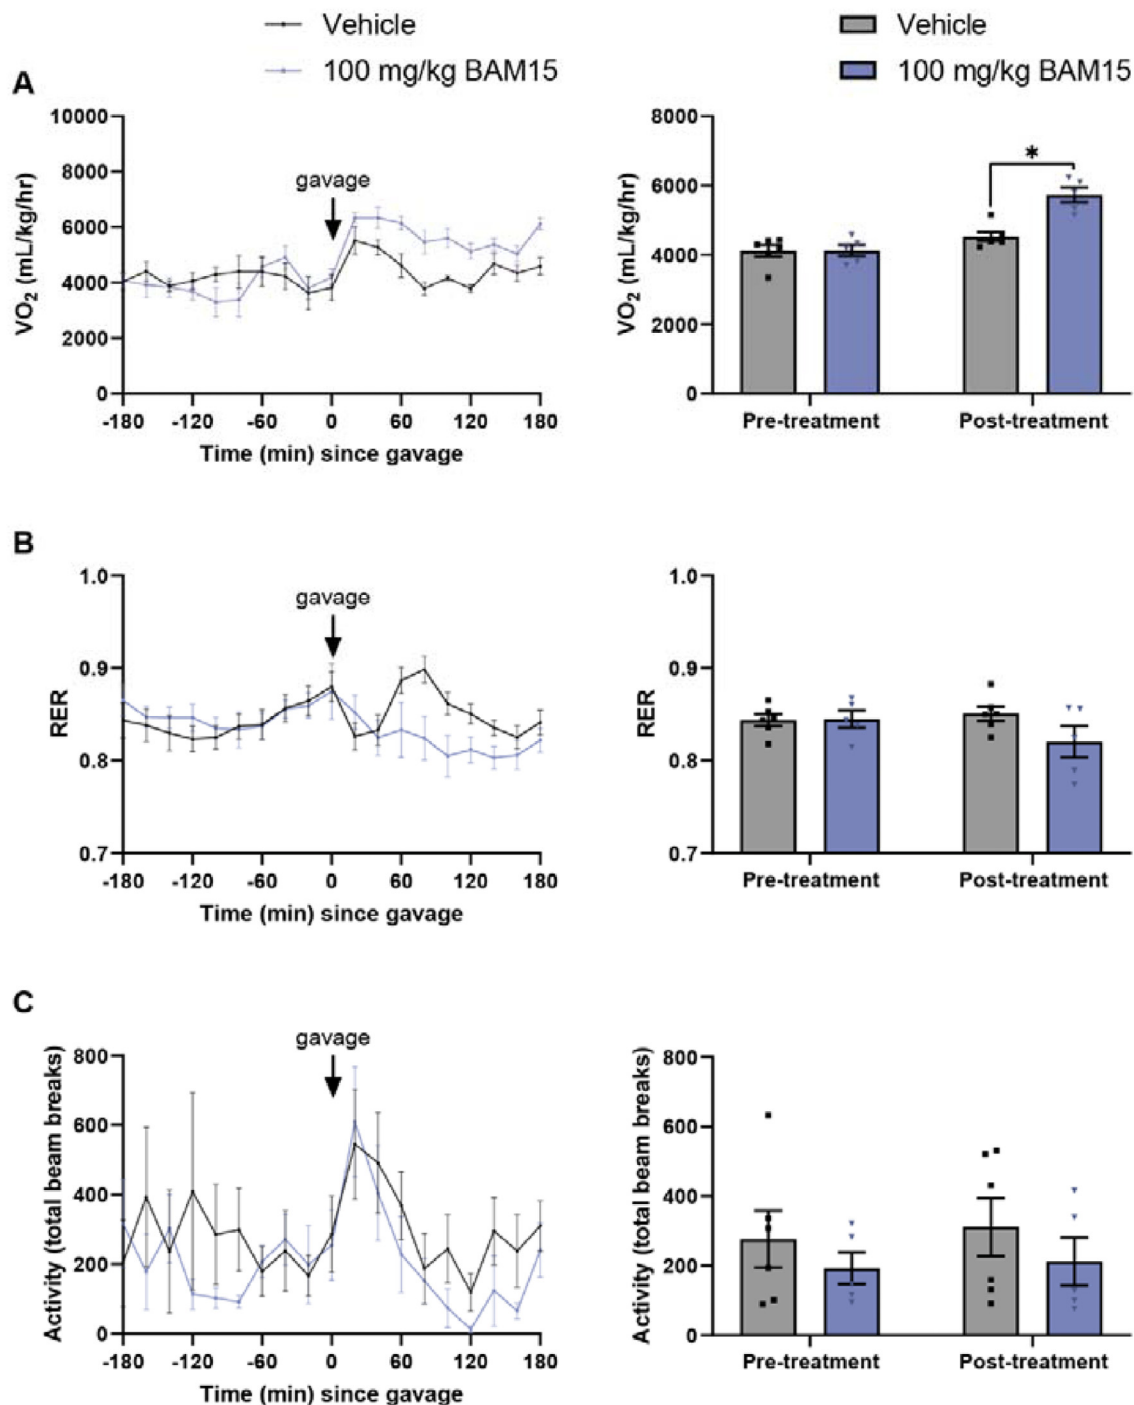 Vehicle
100 mg/kg BAM15
Vehicle
100 mg/kg BAM15
A
10000
8000
6000
4000
2000
0
VO₂ (mL/kg/hr)
gavage
-180 -120 -60 0 60 120 180
Time (min) since gavage
8000
6000
4000
2000
0
VO₂ (mL/kg/hr)
*
Pre-treatment Post-treatment
B
1.0
0.9
0.8
0.7
RER
gavage
-180 -120 -60 0 60 120 180
Time (min) since gavage
1.0
0.9
0.8
0.7
RER
Pre-treatment Post-treatment
C
800
600
400
200
0
Activity (total beam breaks)
gavage
-180 -120 -60 0 60 120 180
Time (min) since gavage
800
600
400
200
0
Activity (total beam breaks)
Pre-treatment Post-treatment